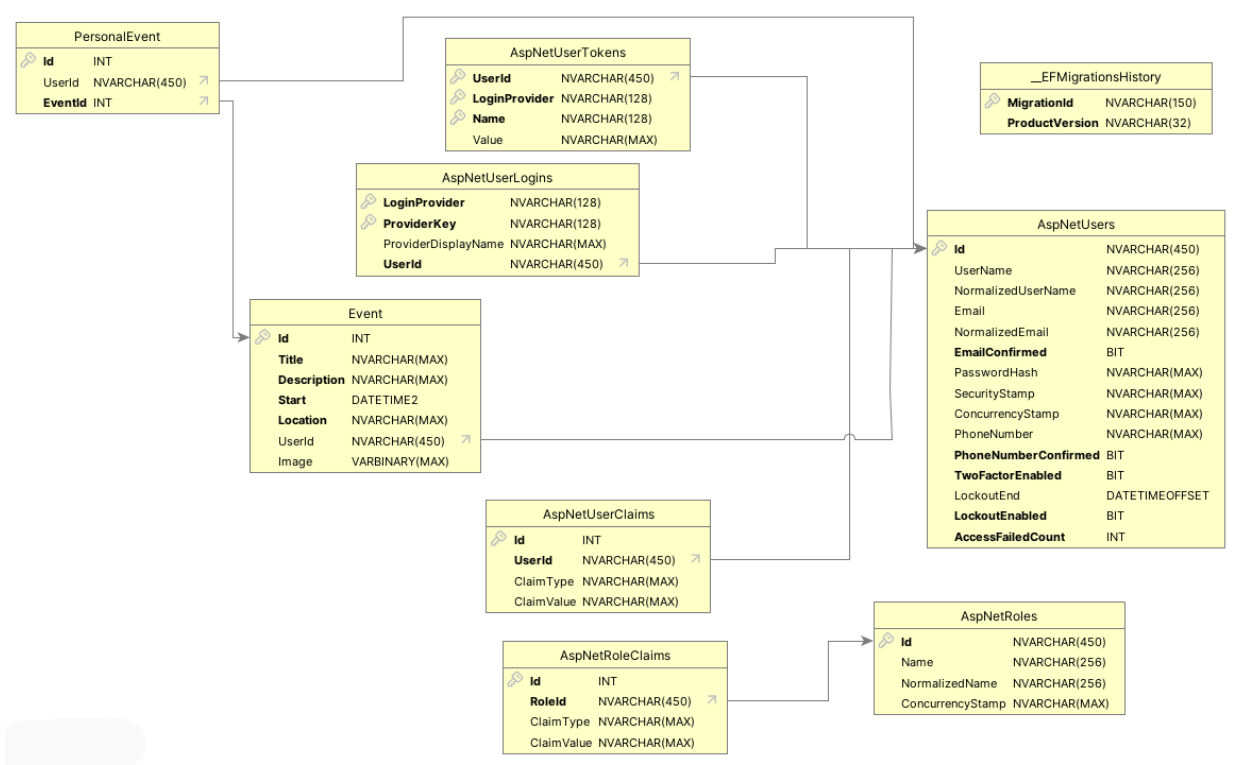 PersonalEvent
Id INT
UserId NVARCHAR(450)
EventId INT
AspNetUserTokens
UserId NVARCHAR(450)
LoginProvider NVARCHAR(128)
Name NVARCHAR(128)
Value NVARCHAR(MAX)
__EFMigrationsHistory
MigrationId NVARCHAR(150)
ProductVersion NVARCHAR(32)
AspNetUserLogins
LoginProvider NVARCHAR(128)
ProviderKey NVARCHAR(128)
ProviderDisplayName NVARCHAR(MAX)
UserId NVARCHAR(450)
AspNetUsers
Id NVARCHAR(450)
UserName NVARCHAR(256)
NormalizedUserName NVARCHAR(256)
Email NVARCHAR(256)
NormalizedEmail NVARCHAR(256)
EmailConfirmed BIT
PasswordHash NVARCHAR(MAX)
SecurityStamp NVARCHAR(MAX)
ConcurrencyStamp NVARCHAR(MAX)
PhoneNumber NVARCHAR(MAX)
PhoneNumberConfirmed BIT
TwoFactorEnabled BIT
LockoutEnd DATETIMEOFFSET
LockoutEnabled BIT
AccessFailedCount INT
Event
Id INT
Title NVARCHAR(MAX)
Description NVARCHAR(MAX)
Start DATETIME2
Location NVARCHAR(MAX)
UserId NVARCHAR(450)
Image VARBINARY(MAX)
AspNetUserClaims
Id INT
UserId NVARCHAR(450)
ClaimType NVARCHAR(MAX)
ClaimValue NVARCHAR(MAX)
AspNetRoles
Id NVARCHAR(450)
Name NVARCHAR(256)
NormalizedName NVARCHAR(256)
ConcurrencyStamp NVARCHAR(MAX)
AspNetRoleClaims
Id INT
RoleId NVARCHAR(450)
ClaimType NVARCHAR(MAX)
ClaimValue NVARCHAR(MAX)